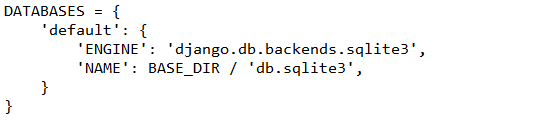 DATABASES = {
    'default': {
        'ENGINE': 'django.db.backends.sqlite3',
        'NAME': BASE_DIR / 'db.sqlite3',
    }
}